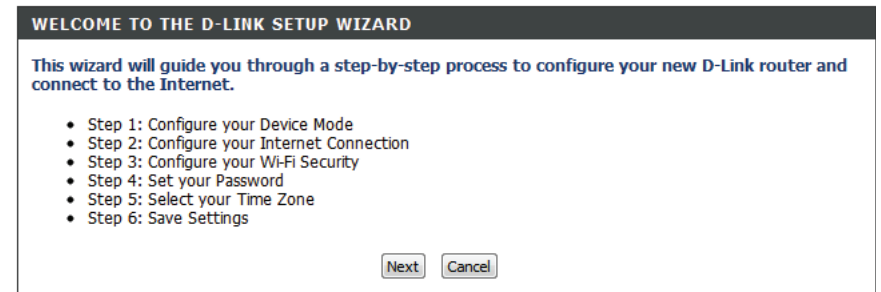 WELCOME TO THE D-LINK SETUP WIZARD
This wizard will guide you through a step-by-step process to configure your new D-Link router and
connect to the Internet.
• Step 1: Configure your Device Mode
• Step 2: Configure your Internet Connection
• Step 3: Configure your Wi-Fi Security
• Step 4: Set your Password
• Step 5: Select your Time Zone
• Step 6: Save Settings
Next Cancel